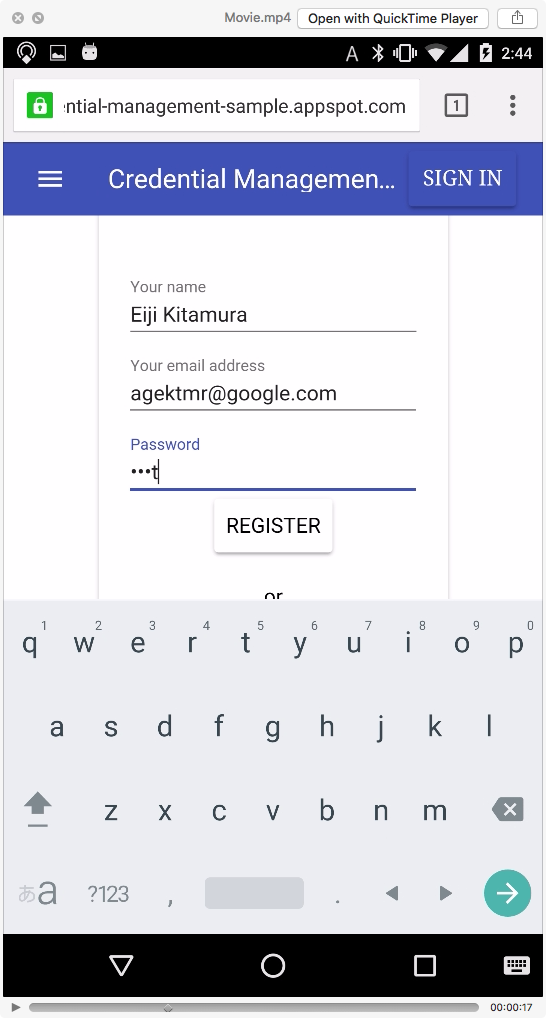 Movie.mp4 Open with QuickTime Player
A 2:44
ential-management-sample.appspot.com 1
Credential Managemen... SIGN IN
Your name
Eiji Kitamura
Your email address
agektmr@google.com
Password
•••t
REGISTER
or
1 2 3 4 5 6 7 8 9 0
q w e r t y u i o p
a s d f g h j k l
z x c v b n m
あa ?123 , .
00:00:17